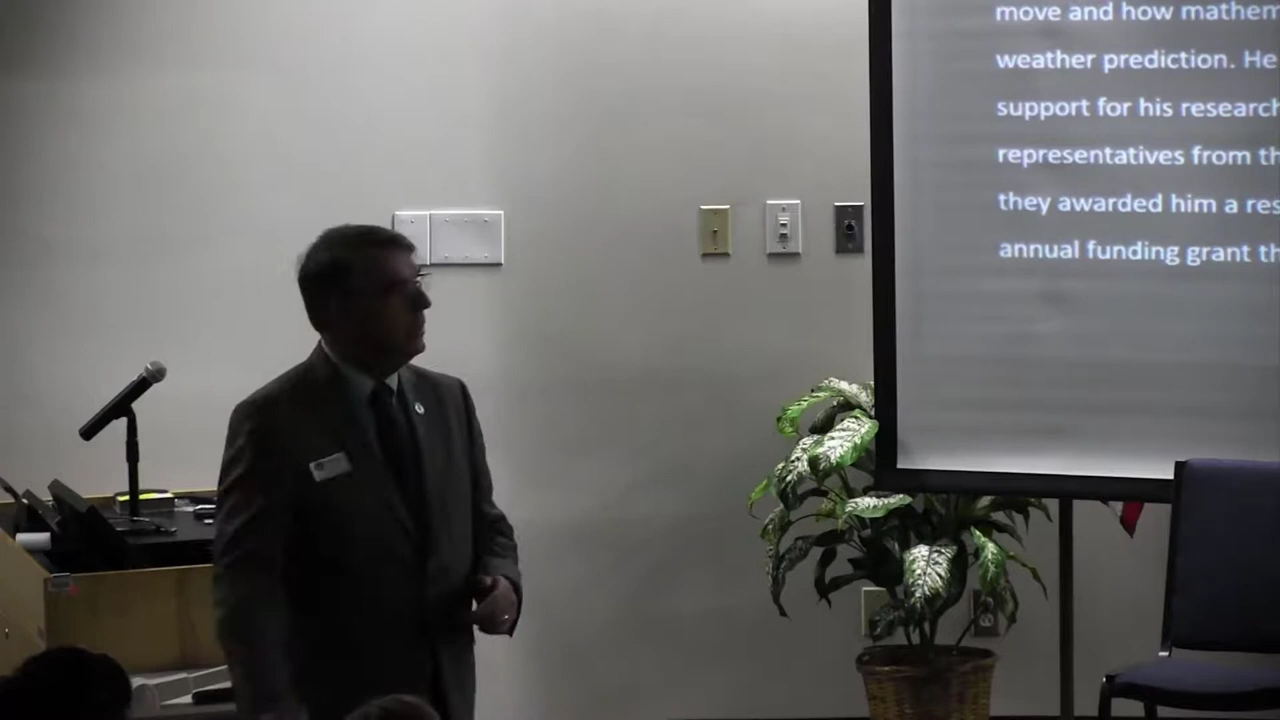 move and how mathem
weather prediction. He
support for his research
representatives from th
they awarded him a res
annual funding grant th